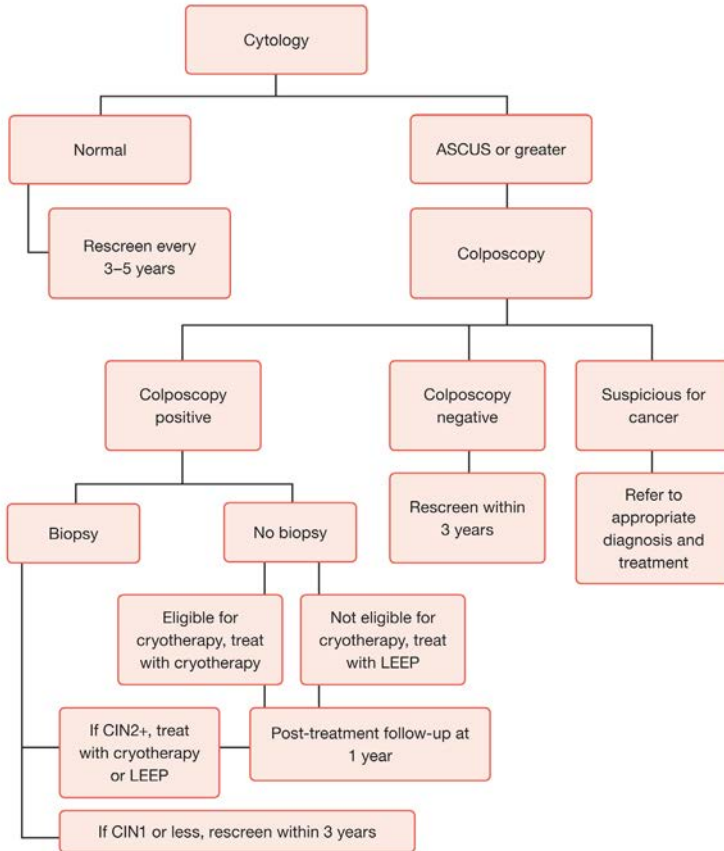 Cytology
Normal
ASCUS or greater
Rescreen every
3–5 years
Colposcopy
Colposcopy
positive
Colposcopy
negative
Suspicious for
cancer
Biopsy
No biopsy
Rescreen within
3 years
Refer to
appropriate
diagnosis and
treatment
Eligible for
cryotherapy, treat
with cryotherapy
Not eligible for
cryotherapy, treat
with LEEP
If CIN2+, treat
with cryotherapy
or LEEP
Post-treatment follow-up at
1 year
If CIN1 or less, rescreen within 3 years